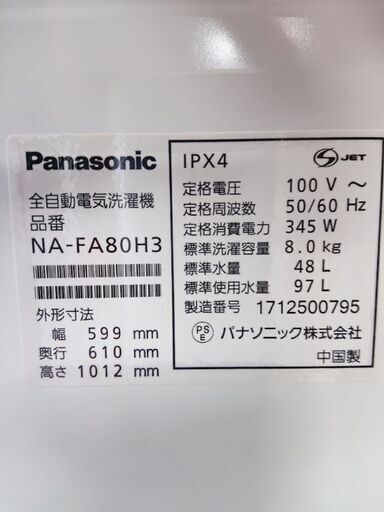 Panasonic
全自動電気洗濯機
品番
NA-FA80H3
外形寸法
幅 599 mm
奥行 610 mm
高さ 1012 mm
IPX4
S JET
定格電圧 100 V ～
定格周波数 50/60 Hz
定格消費電力 345 W
標準洗濯容量 8.0 kg
標準水量 48 L
標準使用水量 97 L
製造番号 1712500795
PS E パナソニック株式会社
中国製